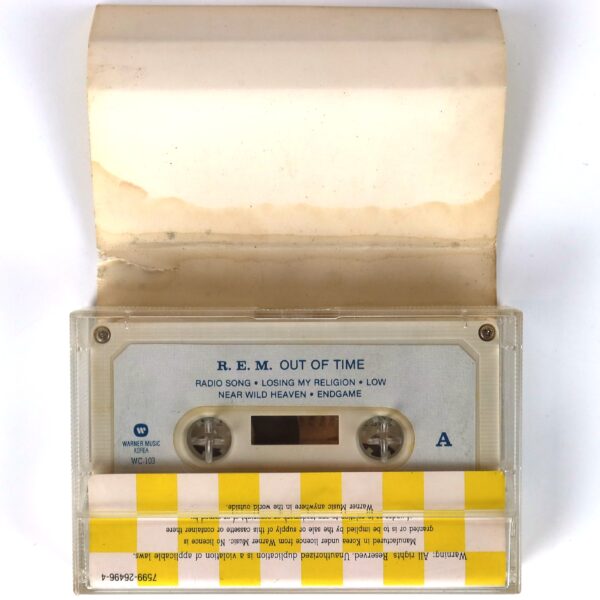 R. E. M. OUT OF TIME
RADIO SONG • LOSING MY RELIGION • LOW
NEAR WILD HEAVEN • ENDGAME
WARNER MUSIC
KOREA
WC-103
A
7599-26496-4
Warning: All rights Reserved. Unauthorized duplication is a violation of applicable laws.
Manufactured in Korea under licence from Warner Music. No licence is
granted or is to be implied by the sale or supply of this cassette or container there
Warner Music anywhere in the world outside.